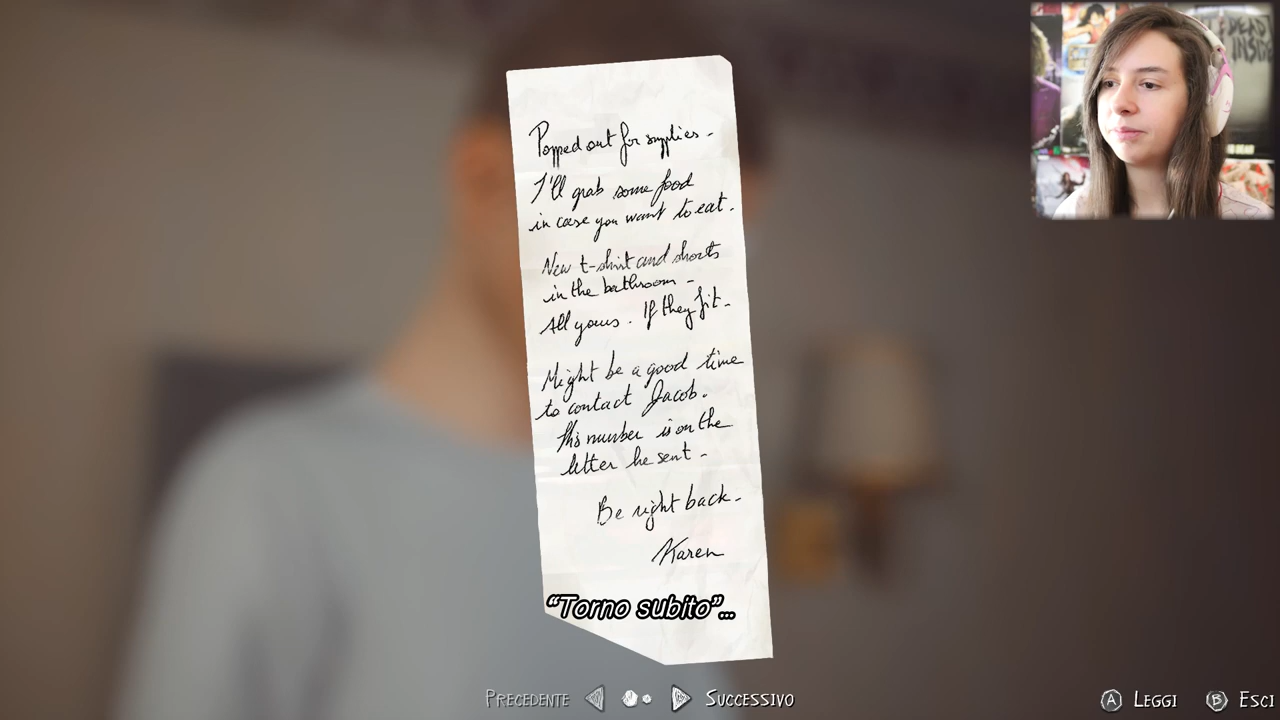 Popped out for supplies -
I'll grab some food
in case you want to eat.
New t-shirt and shorts
in the bathroom -
All yours. If they fit -
Might be a good time
to contact Jacob.
His number is on the
letter he sent -
Be right back -
Karen
"Torno subito"...
PRECEDENTE SUCCESSIVO
A LEGGI B ESCI
DEAD
INSIDE